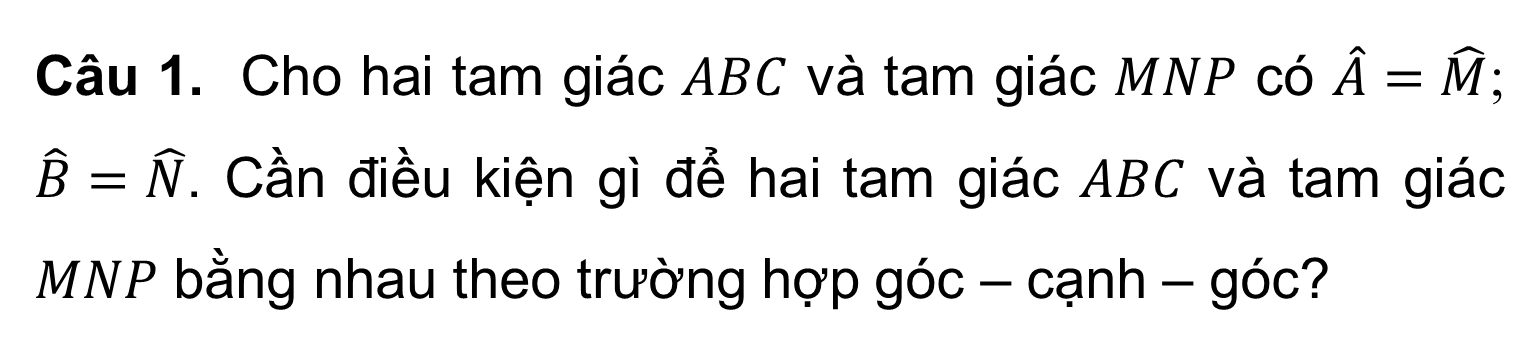 Câu 1. Cho hai tam giác ABC và tam giác MNP có Â = M̂;
B̂ = N̂. Cần điều kiện gì để hai tam giác ABC và tam giác
MNP bằng nhau theo trường hợp góc – cạnh – góc?